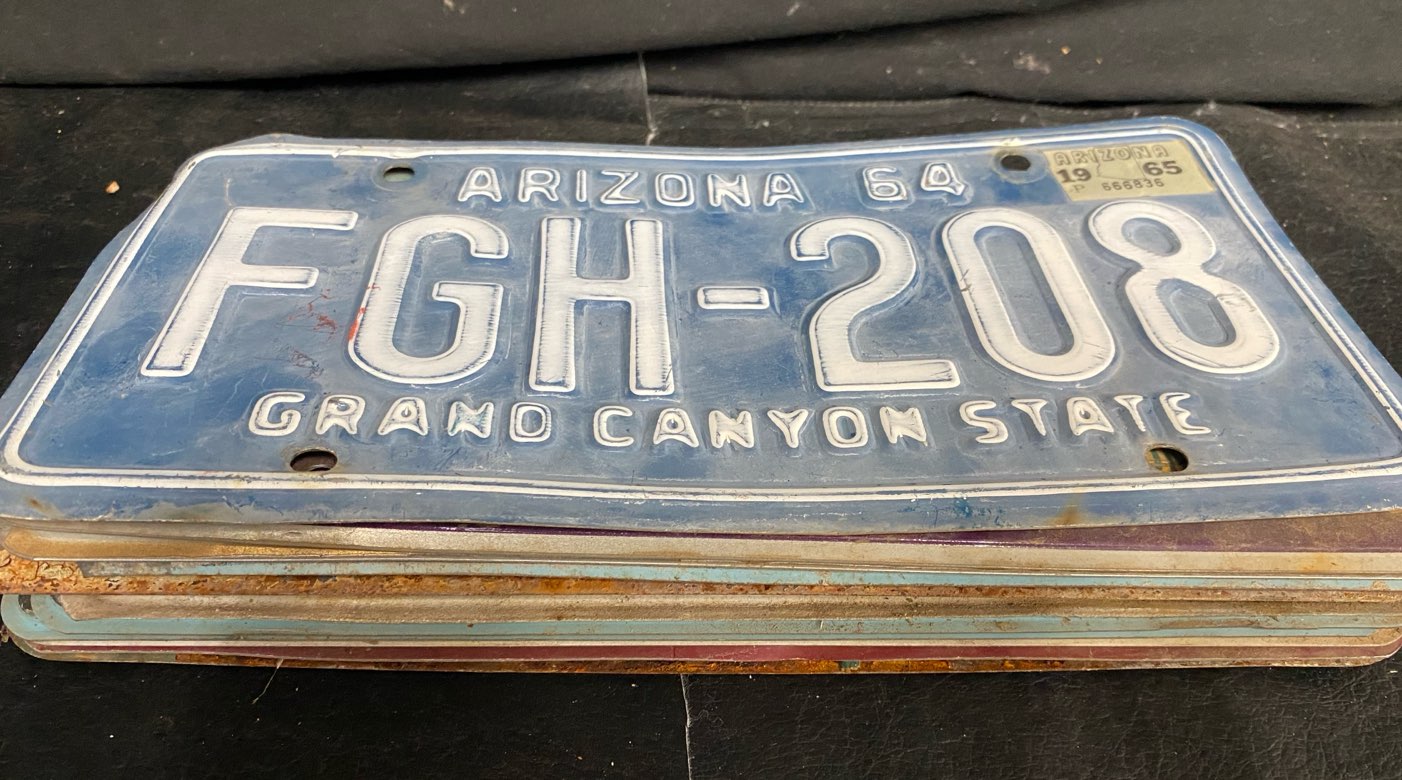 ARIZONA 64
ARIZONA
19 65
P 666836
FGH-208
GRAND CANYON STATE